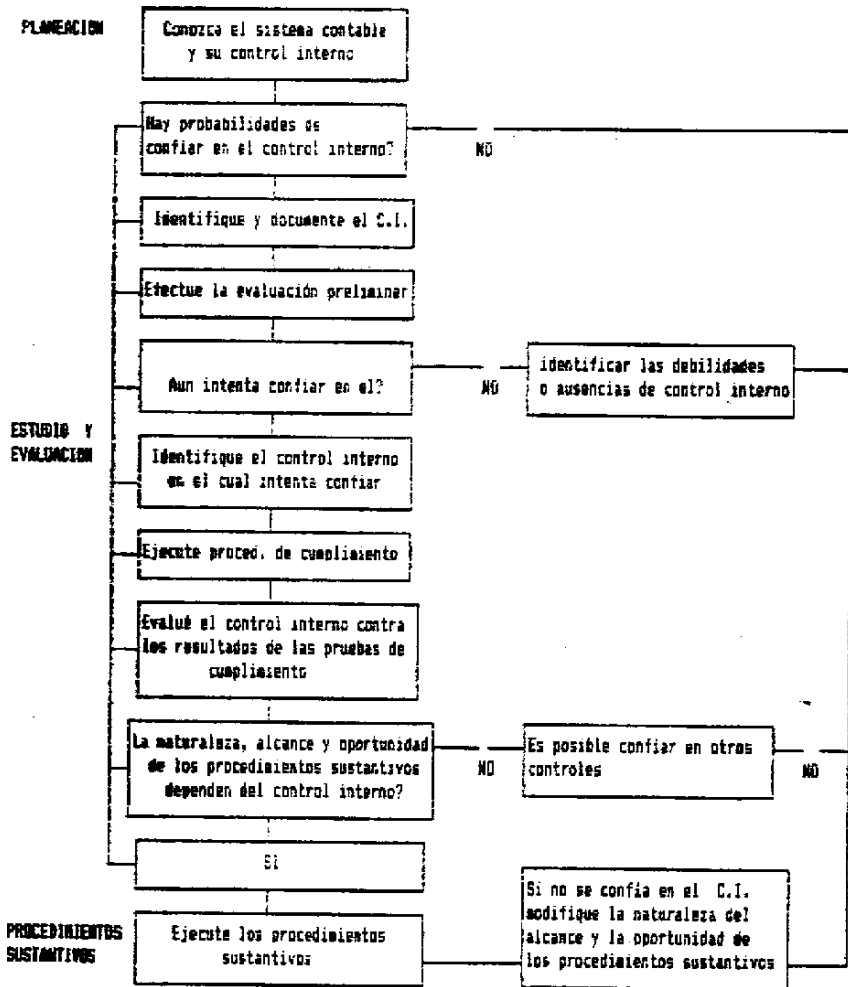 PLANEACION
Conozca el sistema contable
y su control interno
Hay probabilidades de
confiar en el control interno?
NO
Identifique y documente el C.I.
Efectue la evaluación preliminar
Aun intenta confiar en el?
NO
identificar las debilidades
o ausencias de control interno
ESTUDIO Y
EVALUACION
Identifique el control interno
en el cual intenta confiar
Ejecute proced. de cumplimiento
Evalué el control interno contra
los resultados de las pruebas de
cumplimiento
La naturaleza, alcance y oportunidad
de los procedimientos sustantivos
dependen del control interno?
NO
Es posible confiar en otros
controles
NO
Si
Si no se confia en el C.I.
modifique la naturaleza del
alcance y la oportunidad de
los procedimientos sustantivos
PROCEDIMIENTOS
SUSTANTIVOS
Ejecute los procedimientos
sustantivos